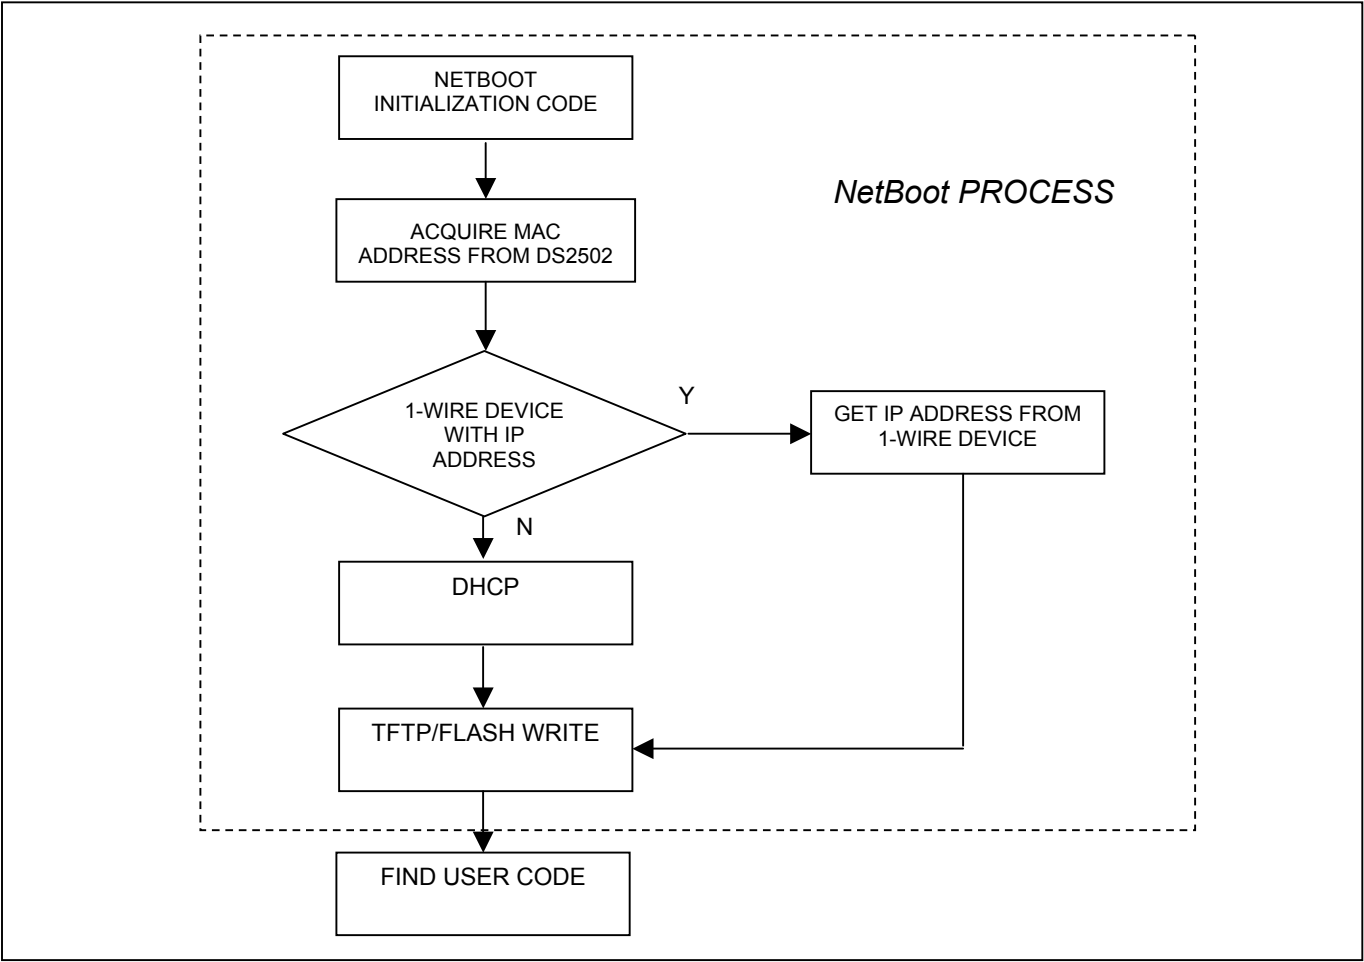 NETBOOT
INITIALIZATION CODE
NetBoot PROCESS
ACQUIRE MAC
ADDRESS FROM DS2502
1-WIRE DEVICE
WITH IP
ADDRESS
Y
GET IP ADDRESS FROM
1-WIRE DEVICE
N
DHCP
TFTP/FLASH WRITE
FIND USER CODE